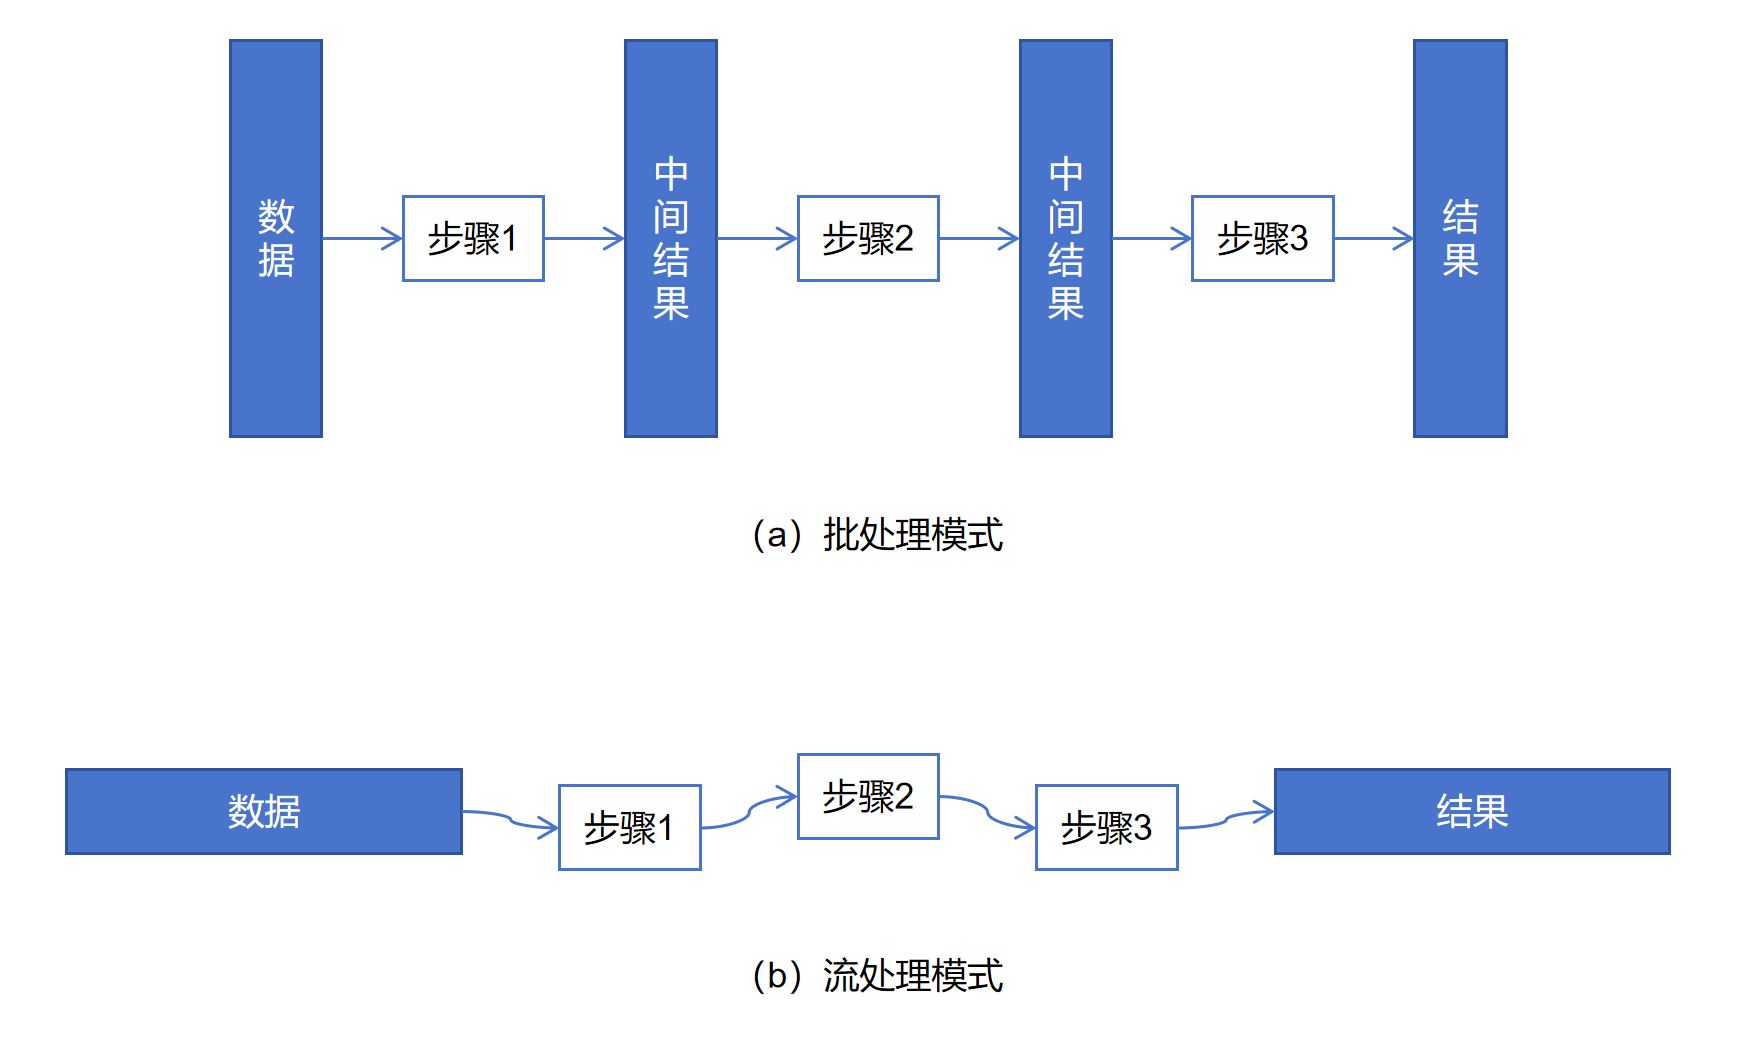 数据
步骤1
中间结果
步骤2
中间结果
步骤3
结果
（a）批处理模式
数据
步骤1
步骤2
步骤3
结果
（b）流处理模式